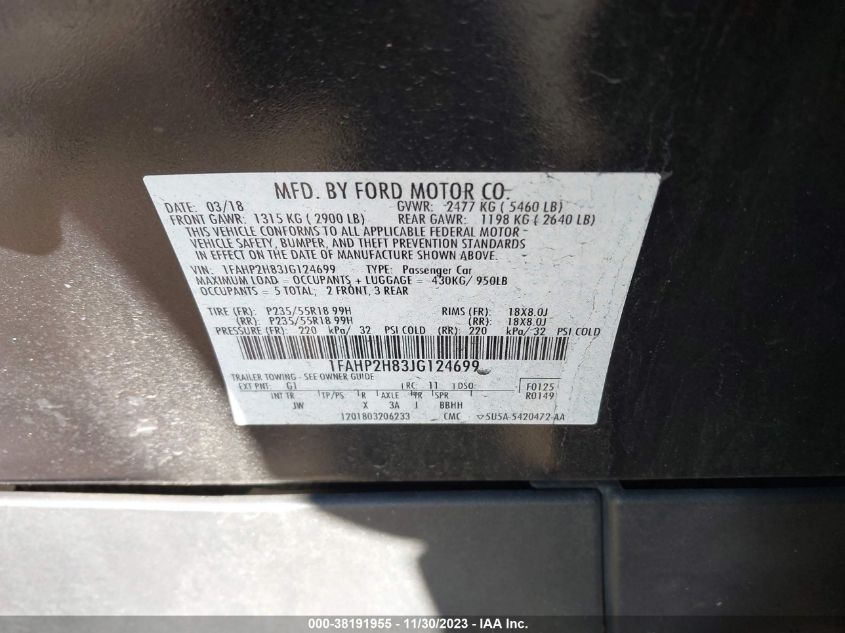 MFD. BY FORD MOTOR CO.
DATE: 03/18 GVWR: 2477 KG ( 5460 LB)
FRONT GAWR: 1315 KG ( 2900 LB) REAR GAWR: 1198 KG ( 2640 LB)
THIS VEHICLE CONFORMS TO ALL APPLICABLE FEDERAL MOTOR
VEHICLE SAFETY, BUMPER, AND THEFT PREVENTION STANDARDS
IN EFFECT ON THE DATE OF MANUFACTURE SHOWN ABOVE.
VIN: 1FAHP2H83JG124699 TYPE: Passenger Car
MAXIMUM LOAD = OCCUPANTS + LUGGAGE = 430KG/ 950LB
OCCUPANTS = 5 TOTAL, 2 FRONT, 3 REAR
TIRE (FR): P235/55R18 99H RIMS (FR): 18X8.0J
(RR): P235/55R18 99H (RR): 18X8.0J
PRESSURE (FR): 220 kPa/ 32 PSI COLD (RR): 220 kPa/ 32 PSI COLD
1FAHP2H83JG124699
TRAILER TOWING - SEE OWNER GUIDE
EXT PNT: G1 RC: 11 DSO: F0125
INT TR TP/PS R AXLE TR SPR R0149
JW X 3A J BBHH
1201803206233 CMC 5U5A-5420472-AA
000-38191955 - 11/30/2023 - IAAI.com